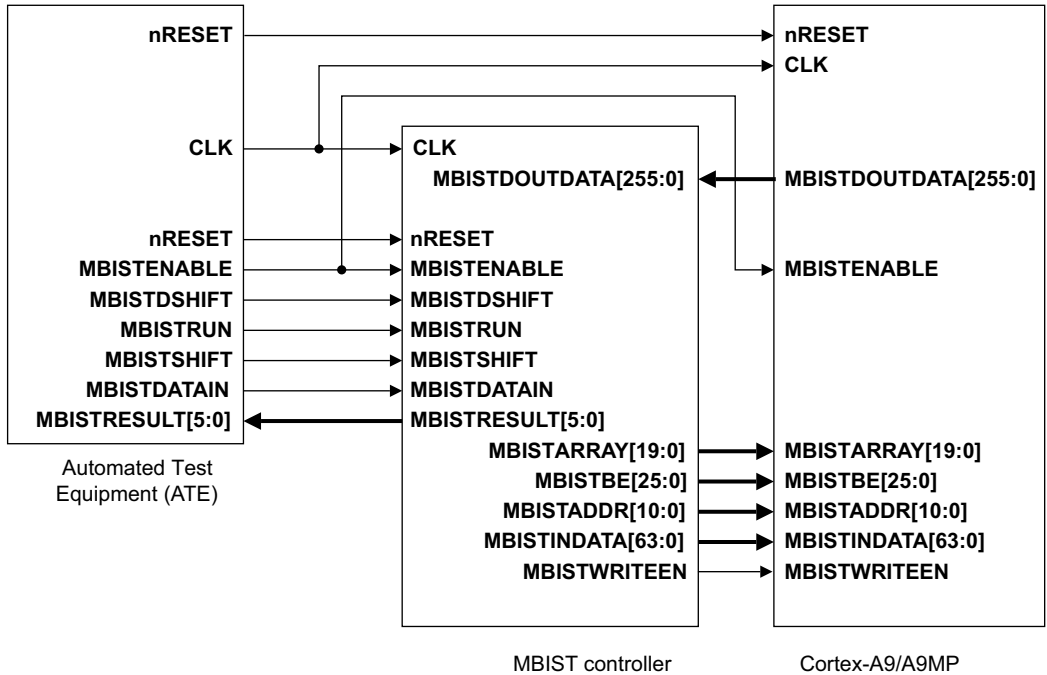 nRESET
CLK
nRESET
MBISTENABLE
MBISTDSHIFT
MBISTRUN
MBISTSHIFT
MBISTDATAIN
MBISTRESULT[5:0]
Automated Test
Equipment (ATE)
CLK
MBISTDOUTDATA[255:0]
nRESET
MBISTENABLE
MBISTDSHIFT
MBISTRUN
MBISTSHIFT
MBISTDATAIN
MBISTRESULT[5:0]
MBISTARRAY[19:0]
MBISTBE[25:0]
MBISTADDR[10:0]
MBISTINDATA[63:0]
MBISTWRITEEN
MBIST controller
nRESET
CLK
MBISTDOUTDATA[255:0]
MBISTENABLE
MBISTARRAY[19:0]
MBISTBE[25:0]
MBISTADDR[10:0]
MBISTINDATA[63:0]
MBISTWRITEEN
Cortex-A9/A9MP